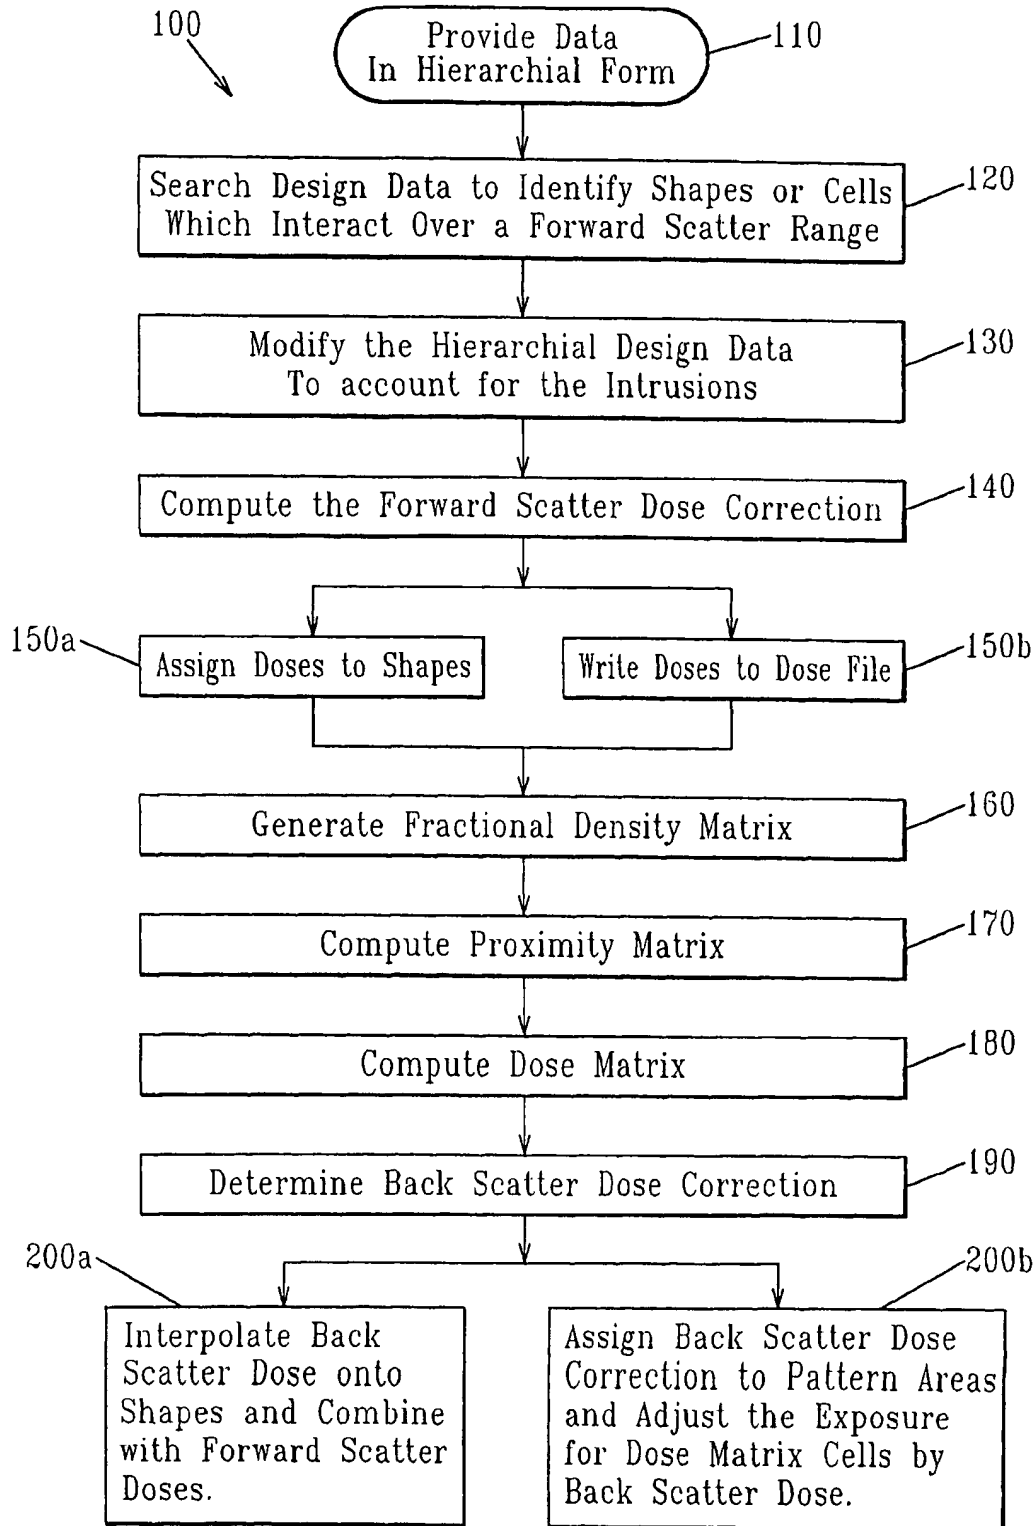 100
Provide Data
In Hierarchial Form
110
Search Design Data to Identify Shapes or Cells
Which Interact Over a Forward Scatter Range
120
Modify the Hierarchial Design Data
To account for the Intrusions
130
Compute the Forward Scatter Dose Correction
140
150a
Assign Doses to Shapes
Write Doses to Dose File
150b
Generate Fractional Density Matrix
160
Compute Proximity Matrix
170
Compute Dose Matrix
180
Determine Back Scatter Dose Correction
190
200a
Interpolate Back
Scatter Dose onto
Shapes and Combine
with Forward Scatter
Doses.
200b
Assign Back Scatter Dose
Correction to Pattern Areas
and Adjust the Exposure
for Dose Matrix Cells by
Back Scatter Dose.